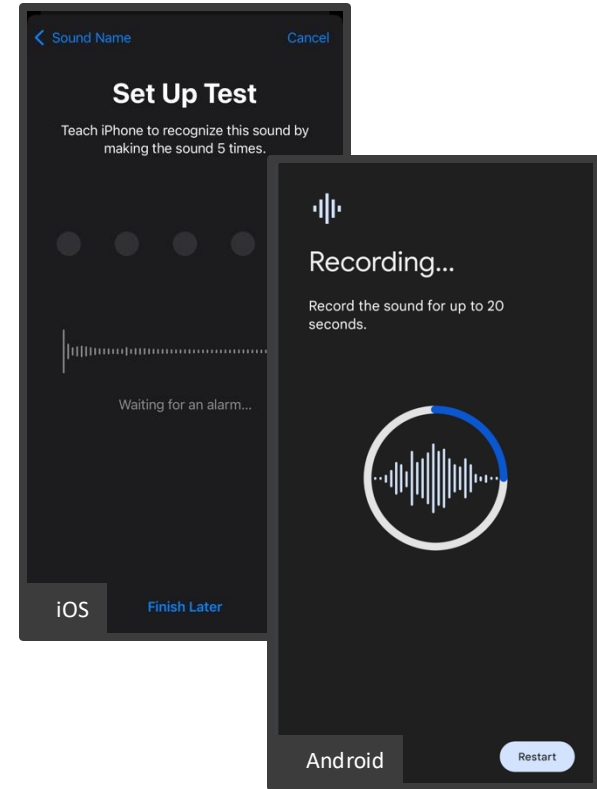 Sound Name
Cancel
Set Up Test
Teach iPhone to recognize this sound by
making the sound 5 times.
Waiting for an alarm...
Finish Later
iOS
Recording...
Record the sound for up to 20
seconds.
Restart
Android